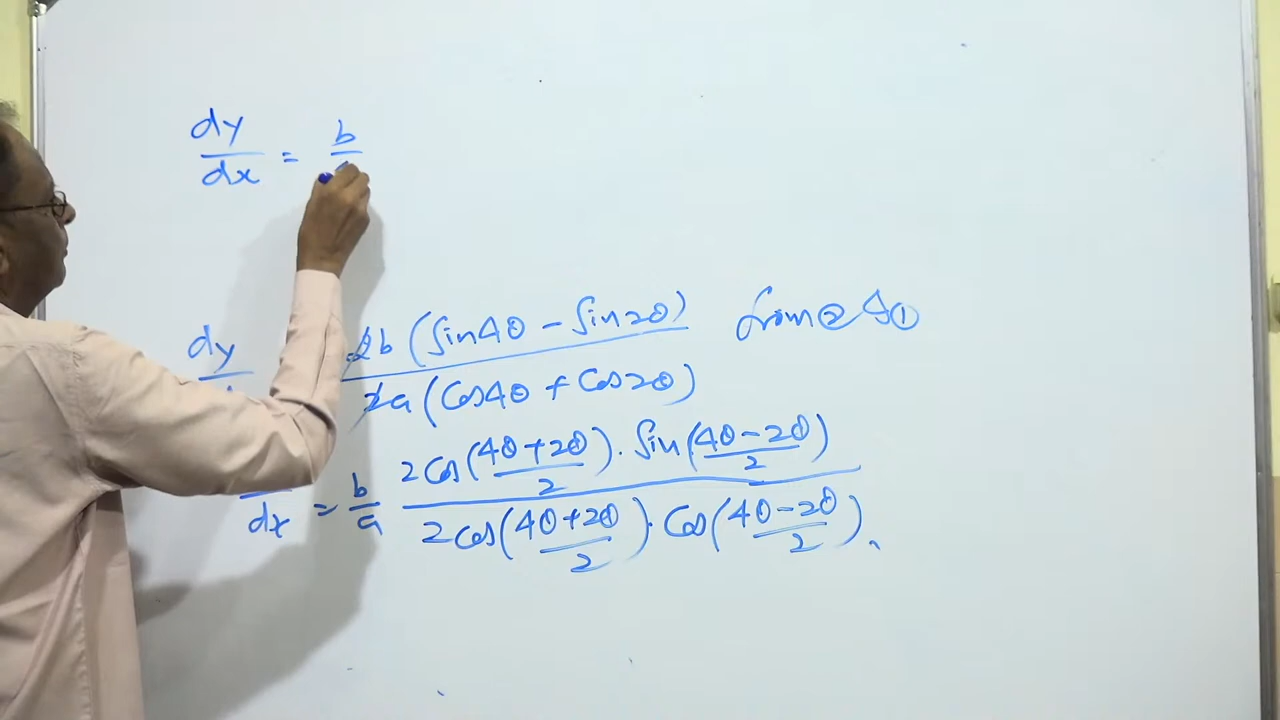 dy/dx = b/
dy = 2b (sin4θ - sin2θ) / 2a (cos4θ + cos2θ) from ② & ①
dx = b/a 2cos((4θ+2θ)/2) . sin((4θ-2θ)/2) / 2cos((4θ+2θ)/2) . cos((4θ-2θ)/2)